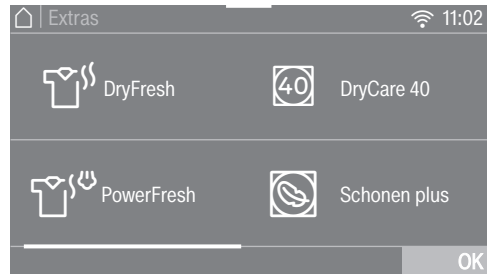 Extras 11:02
DryFresh
40 DryCare 40
PowerFresh
Schonen plus
OK